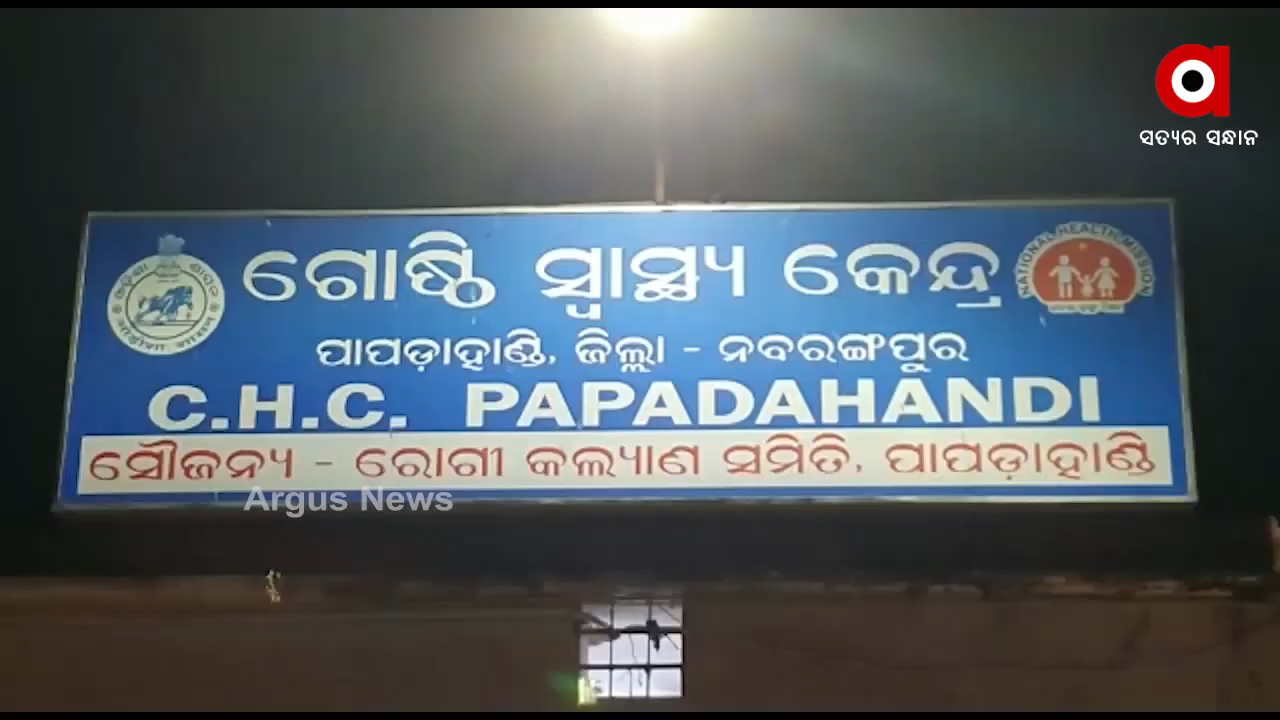 ସତ୍ୟର ସନ୍ଧାନ
ଗୋଷ୍ଠି ସ୍ୱାସ୍ଥ୍ୟ କେନ୍ଦ୍ର
NATIONAL HEALTH MISSION
ପାପଡ଼ାହାଣ୍ଡି, ଜିଲ୍ଲା - ନବରଙ୍ଗପୁର
C.H.C. PAPADAHANDI
ସୌଜନ୍ୟ - ରୋଗୀ କଲ୍ୟାଣ ସମିତି, ପାପଡ଼ାହାଣ୍ଡି
Argus News